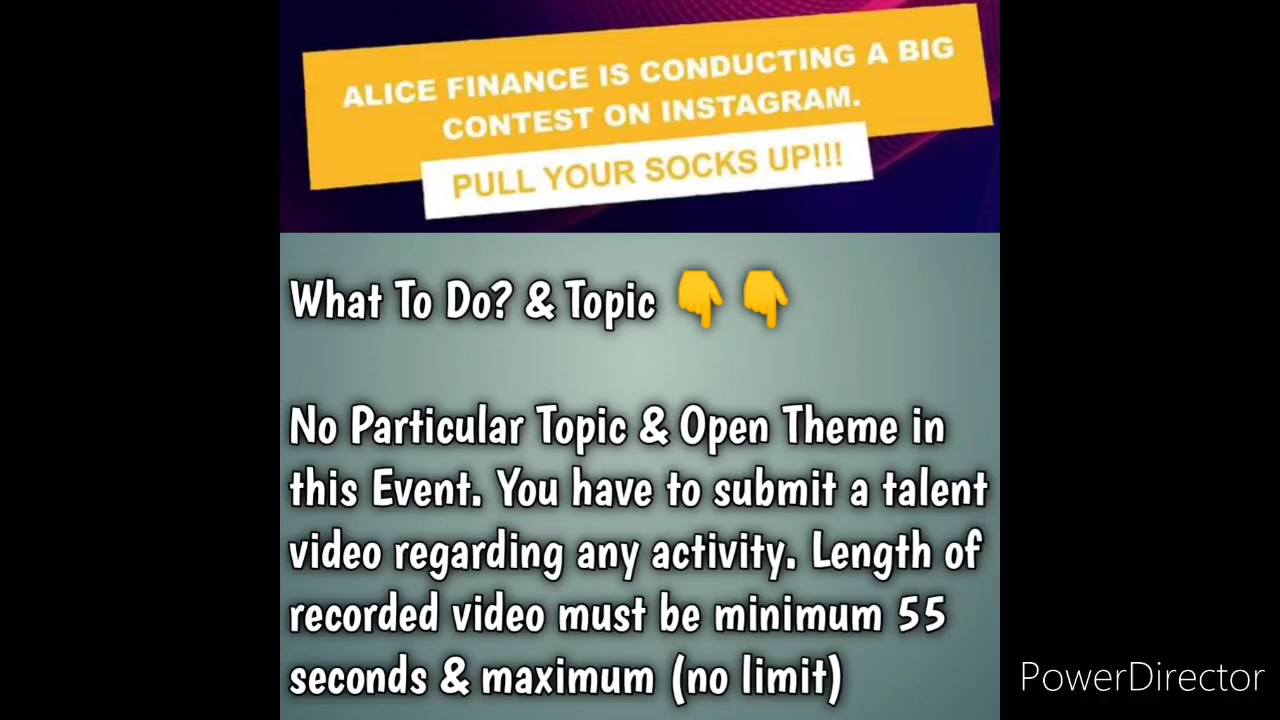 ALICE FINANCE IS CONDUCTING A BIG
CONTEST ON INSTAGRAM.
PULL YOUR SOCKS UP!!!
What To Do? & Topic 👇👇
No Particular Topic & Open Theme in
this Event. You have to submit a talent
video regarding any activity. Length of
recorded video must be minimum 55
seconds & maximum (no limit)
PowerDirector